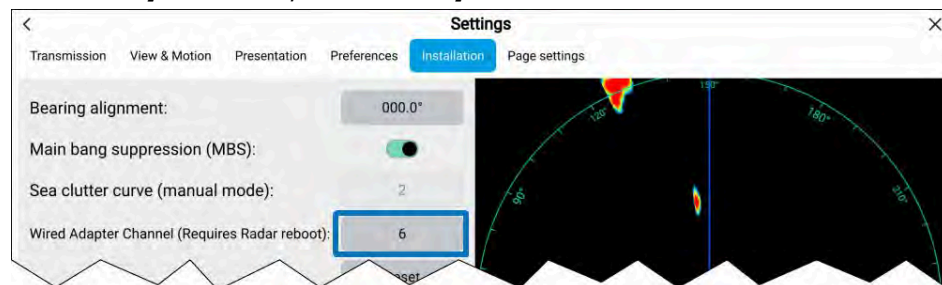 Settings
Transmission View & Motion Presentation Preferences Installation Page settings
Bearing alignment: 000.0°
Main bang suppression (MBS):
Sea clutter curve (manual mode): 2
Wired Adapter Channel (Requires Radar reboot): 6
90° 120° 150° 180° 210°